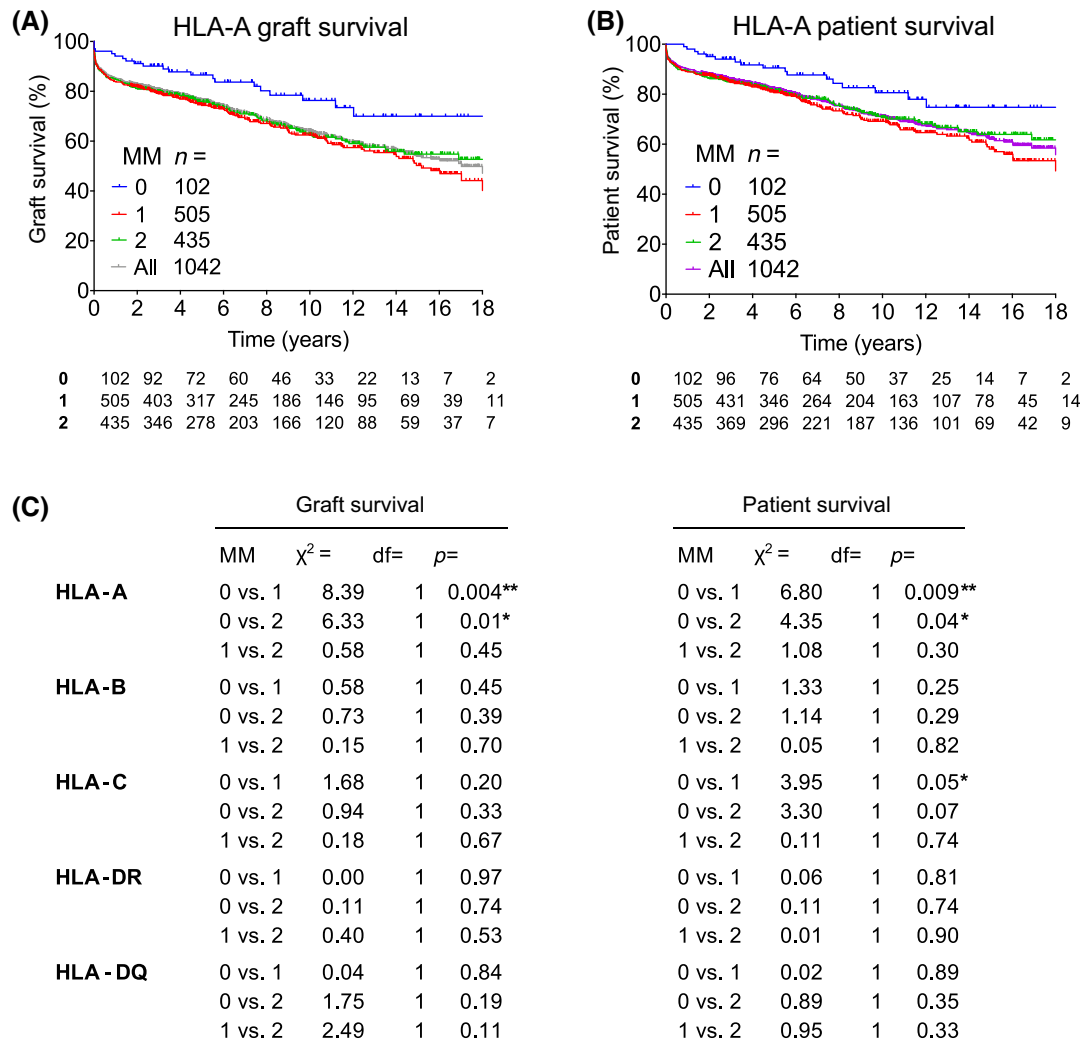 (A) HLA-A graft survival
Graft survival (%)
100
80
60
40
20
0
MM n =
0 102
1 505
2 435
All 1042
0 2 4 6 8 10 12 14 16 18
Time (years)
0 102 92 72 60 46 33 22 13 7 2
1 505 403 317 245 186 146 95 69 39 11
2 435 346 278 203 166 120 88 59 37 7
(B) HLA-A patient survival
Patient survival (%)
100
80
60
40
20
0
MM n =
0 102
1 505
2 435
All 1042
0 2 4 6 8 10 12 14 16 18
Time (years)
0 102 96 76 64 50 37 25 14 7 2
1 505 431 346 264 204 163 107 78 45 14
2 435 369 296 221 187 136 101 69 42 9
(C) Graft survival Patient survival
MM χ² = df= p= MM χ² = df= p=
HLA-A 0 vs. 1 8.39 1 0.004** 0 vs. 1 6.80 1 0.009**
0 vs. 2 6.33 1 0.01* 0 vs. 2 4.35 1 0.04*
1 vs. 2 0.58 1 0.45 1 vs. 2 1.08 1 0.30
HLA-B 0 vs. 1 0.58 1 0.45 0 vs. 1 1.33 1 0.25
0 vs. 2 0.73 1 0.39 0 vs. 2 1.14 1 0.29
1 vs. 2 0.15 1 0.70 1 vs. 2 0.05 1 0.82
HLA-C 0 vs. 1 1.68 1 0.20 0 vs. 1 3.95 1 0.05*
0 vs. 2 0.94 1 0.33 0 vs. 2 3.30 1 0.07
1 vs. 2 0.18 1 0.67 1 vs. 2 0.11 1 0.74
HLA-DR 0 vs. 1 0.00 1 0.97 0 vs. 1 0.06 1 0.81
0 vs. 2 0.11 1 0.74 0 vs. 2 0.11 1 0.74
1 vs. 2 0.40 1 0.53 1 vs. 2 0.01 1 0.90
HLA-DQ 0 vs. 1 0.04 1 0.84 0 vs. 1 0.02 1 0.89
0 vs. 2 1.75 1 0.19 0 vs. 2 0.89 1 0.35
1 vs. 2 2.49 1 0.11 1 vs. 2 0.95 1 0.33